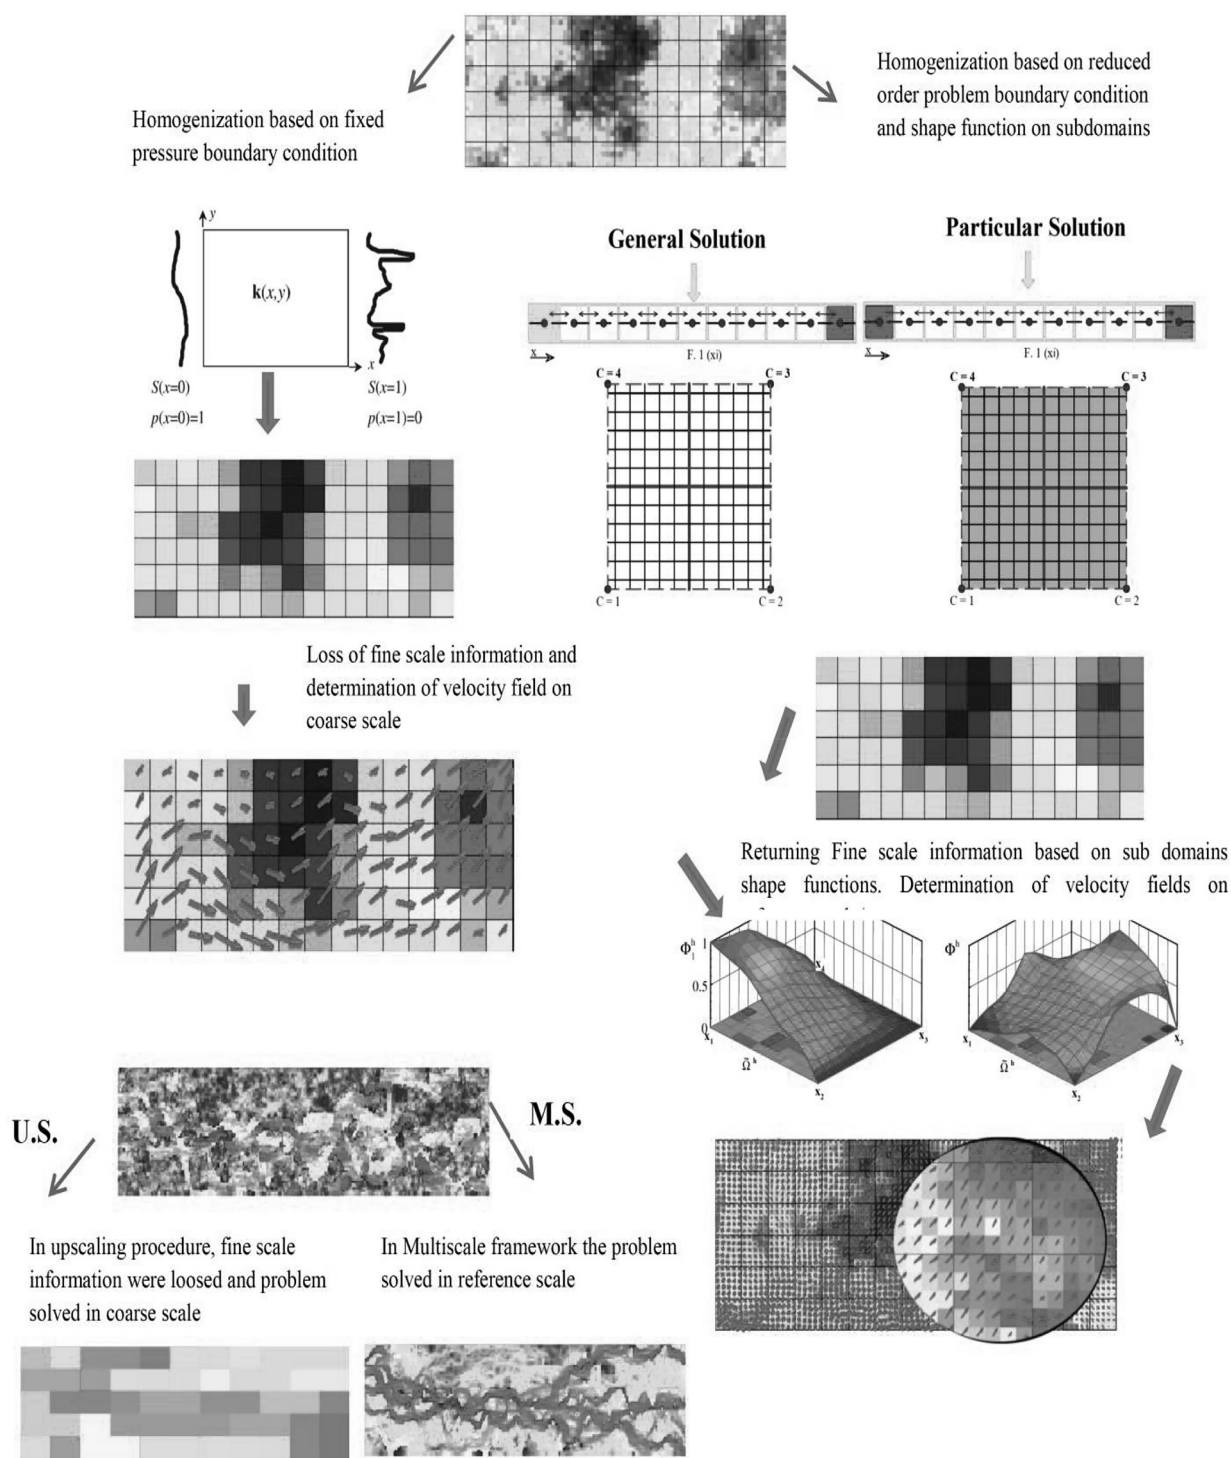 Homogenization based on fixed
pressure boundary condition
Homogenization based on reduced
order problem boundary condition
and shape function on subdomains
y
k(x,y)
x
S(x=0)
p(x=0)=1
S(x=1)
p(x=1)=0
General Solution
Particular Solution
x
F. 1 (xi)
x
F. 1 (xi)
C = 4
C = 3
C = 1
C = 2
C = 4
C = 3
C = 1
C = 2
Loss of fine scale information and
determination of velocity field on
coarse scale
Returning Fine scale information based on sub domains
shape functions. Determination of velocity fields on
Φ₁ʰ
1
0.5
0
x₁
x₂
x₃
x₄
Ω̃ ʰ
Φʰ
x₁
x₂
x₃
Ω̃ ʰ
U.S.
M.S.
In upscaling procedure, fine scale
information were loosed and problem
solved in coarse scale
In Multiscale framework the problem
solved in reference scale